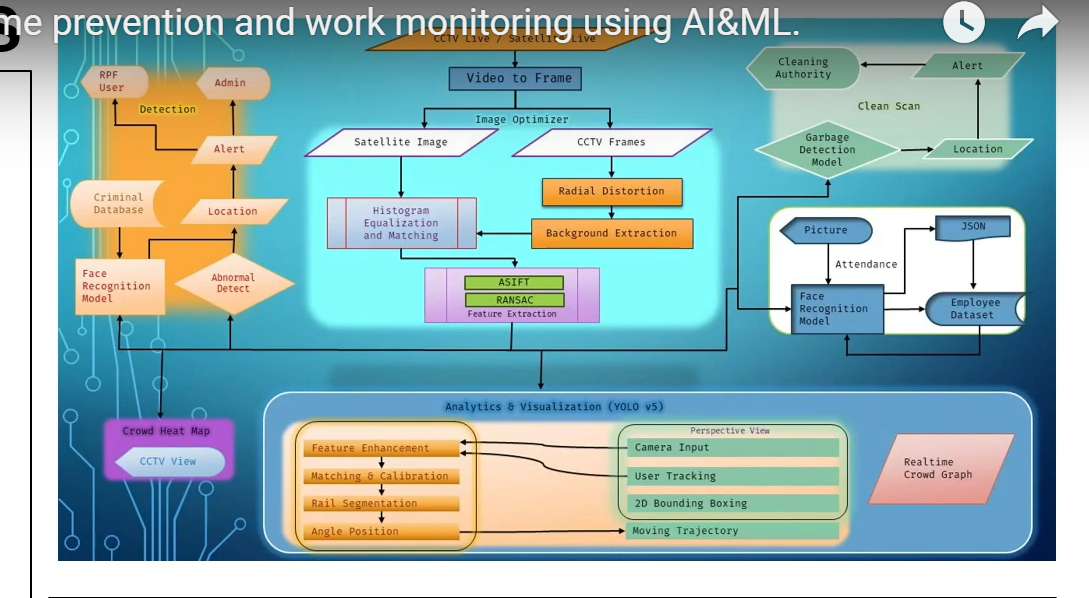 me prevention and work monitoring using AI&ML.
CCTV Live / Satellite Live
Video to Frame
Image Optimizer
Satellite Image
CCTV Frames
Radial Distortion
Background Extraction
Histogram
Equalization
and Matching
ASIFT
RANSAC
Feature Extraction
RPF
User
Admin
Detection
Alert
Criminal
Database
Location
Face
Recognition
Model
Abnormal
Detect
Cleaning
Authority
Alert
Clean Scan
Garbage
Detection
Model
Location
Picture
JSON
Attendance
Face
Recognition
Model
Employee
Dataset
Crowd Heat Map
CCTV View
Analytics & Visualization (YOLO v5)
Feature Enhancement
Matching & Calibration
Rail Segmentation
Angle Position
Perspective View
Camera Input
User Tracking
2D Bounding Boxing
Moving Trajectory
Realtime
Crowd Graph